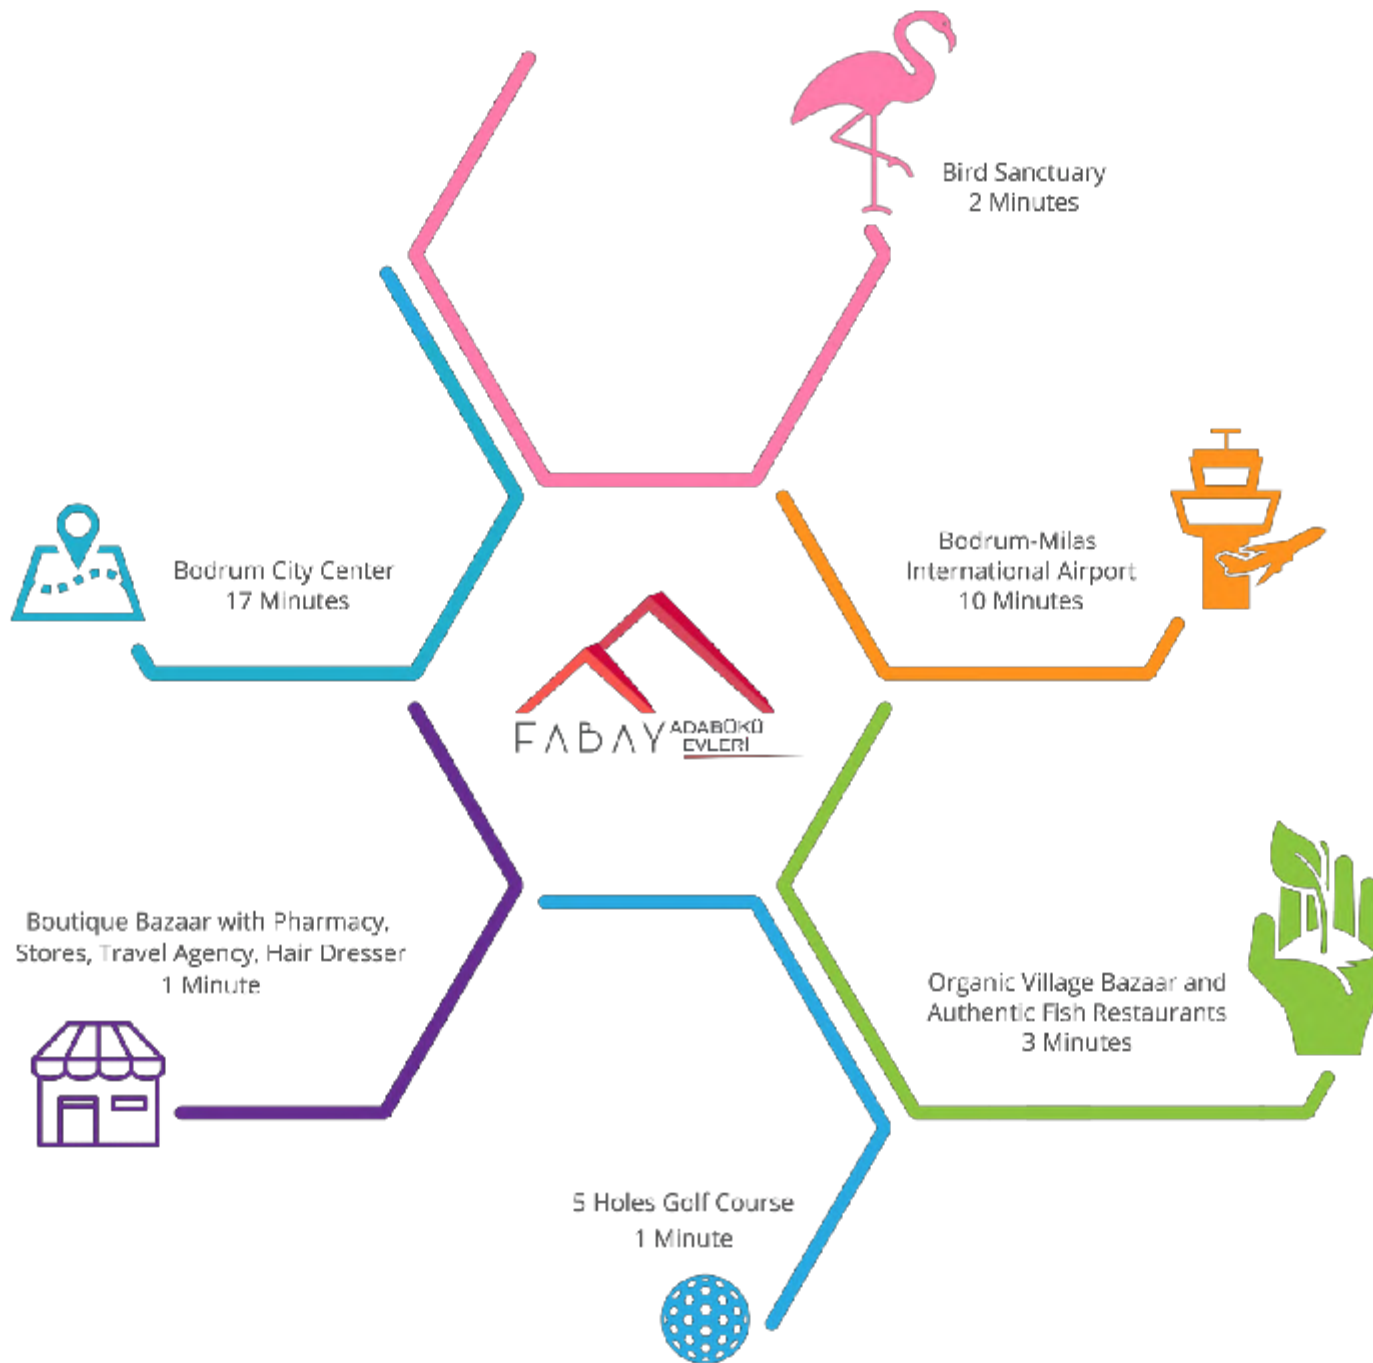 Bird Sanctuary
2 Minutes
Bodrum-Milas
International Airport
10 Minutes
Bodrum City Center
17 Minutes
FABAY ADABÜKÜ
EVLERİ
Boutique Bazaar with Pharmacy,
Stores, Travel Agency, Hair Dresser
1 Minute
Organic Village Bazaar and
Authentic Fish Restaurants
3 Minutes
5 Holes Golf Course
1 Minute